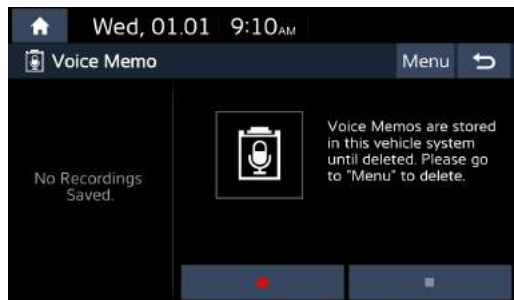 Wed, 01.01 9:10AM
Voice Memo
Menu
No Recordings
Saved.
Voice Memos are stored
in this vehicle system
until deleted. Please go
to "Menu" to delete.